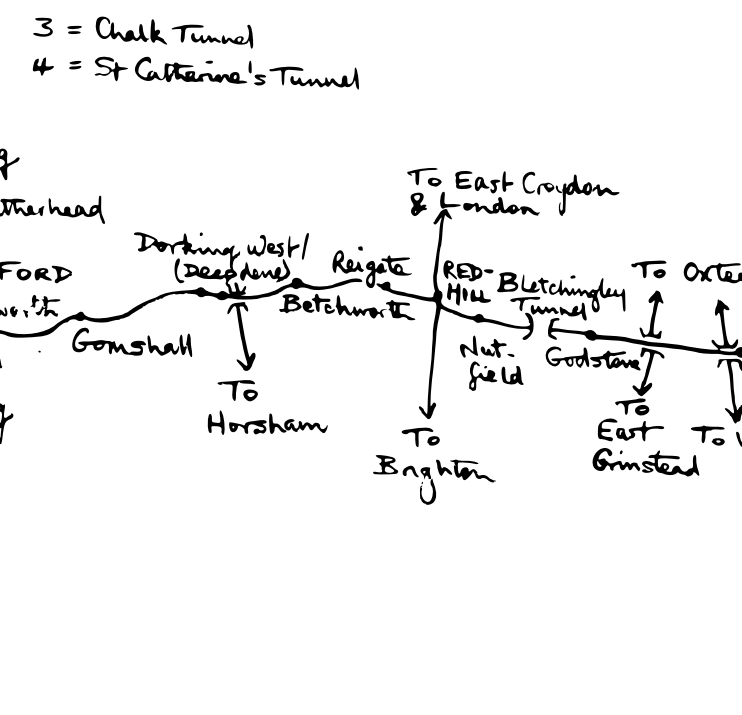 3 = Chalk Tunnel
4 = St Catherine's Tunnel
To East Croydon
& London
Dorking West/
(Deepdene)
Reigate
RED-
HILL
Bletchingley
Tunnel
To
FORD
Betchworth
Gomshall
Nut-
field
Godstone
To
Horsham
To
Brighton
To
East
Grinstead
To